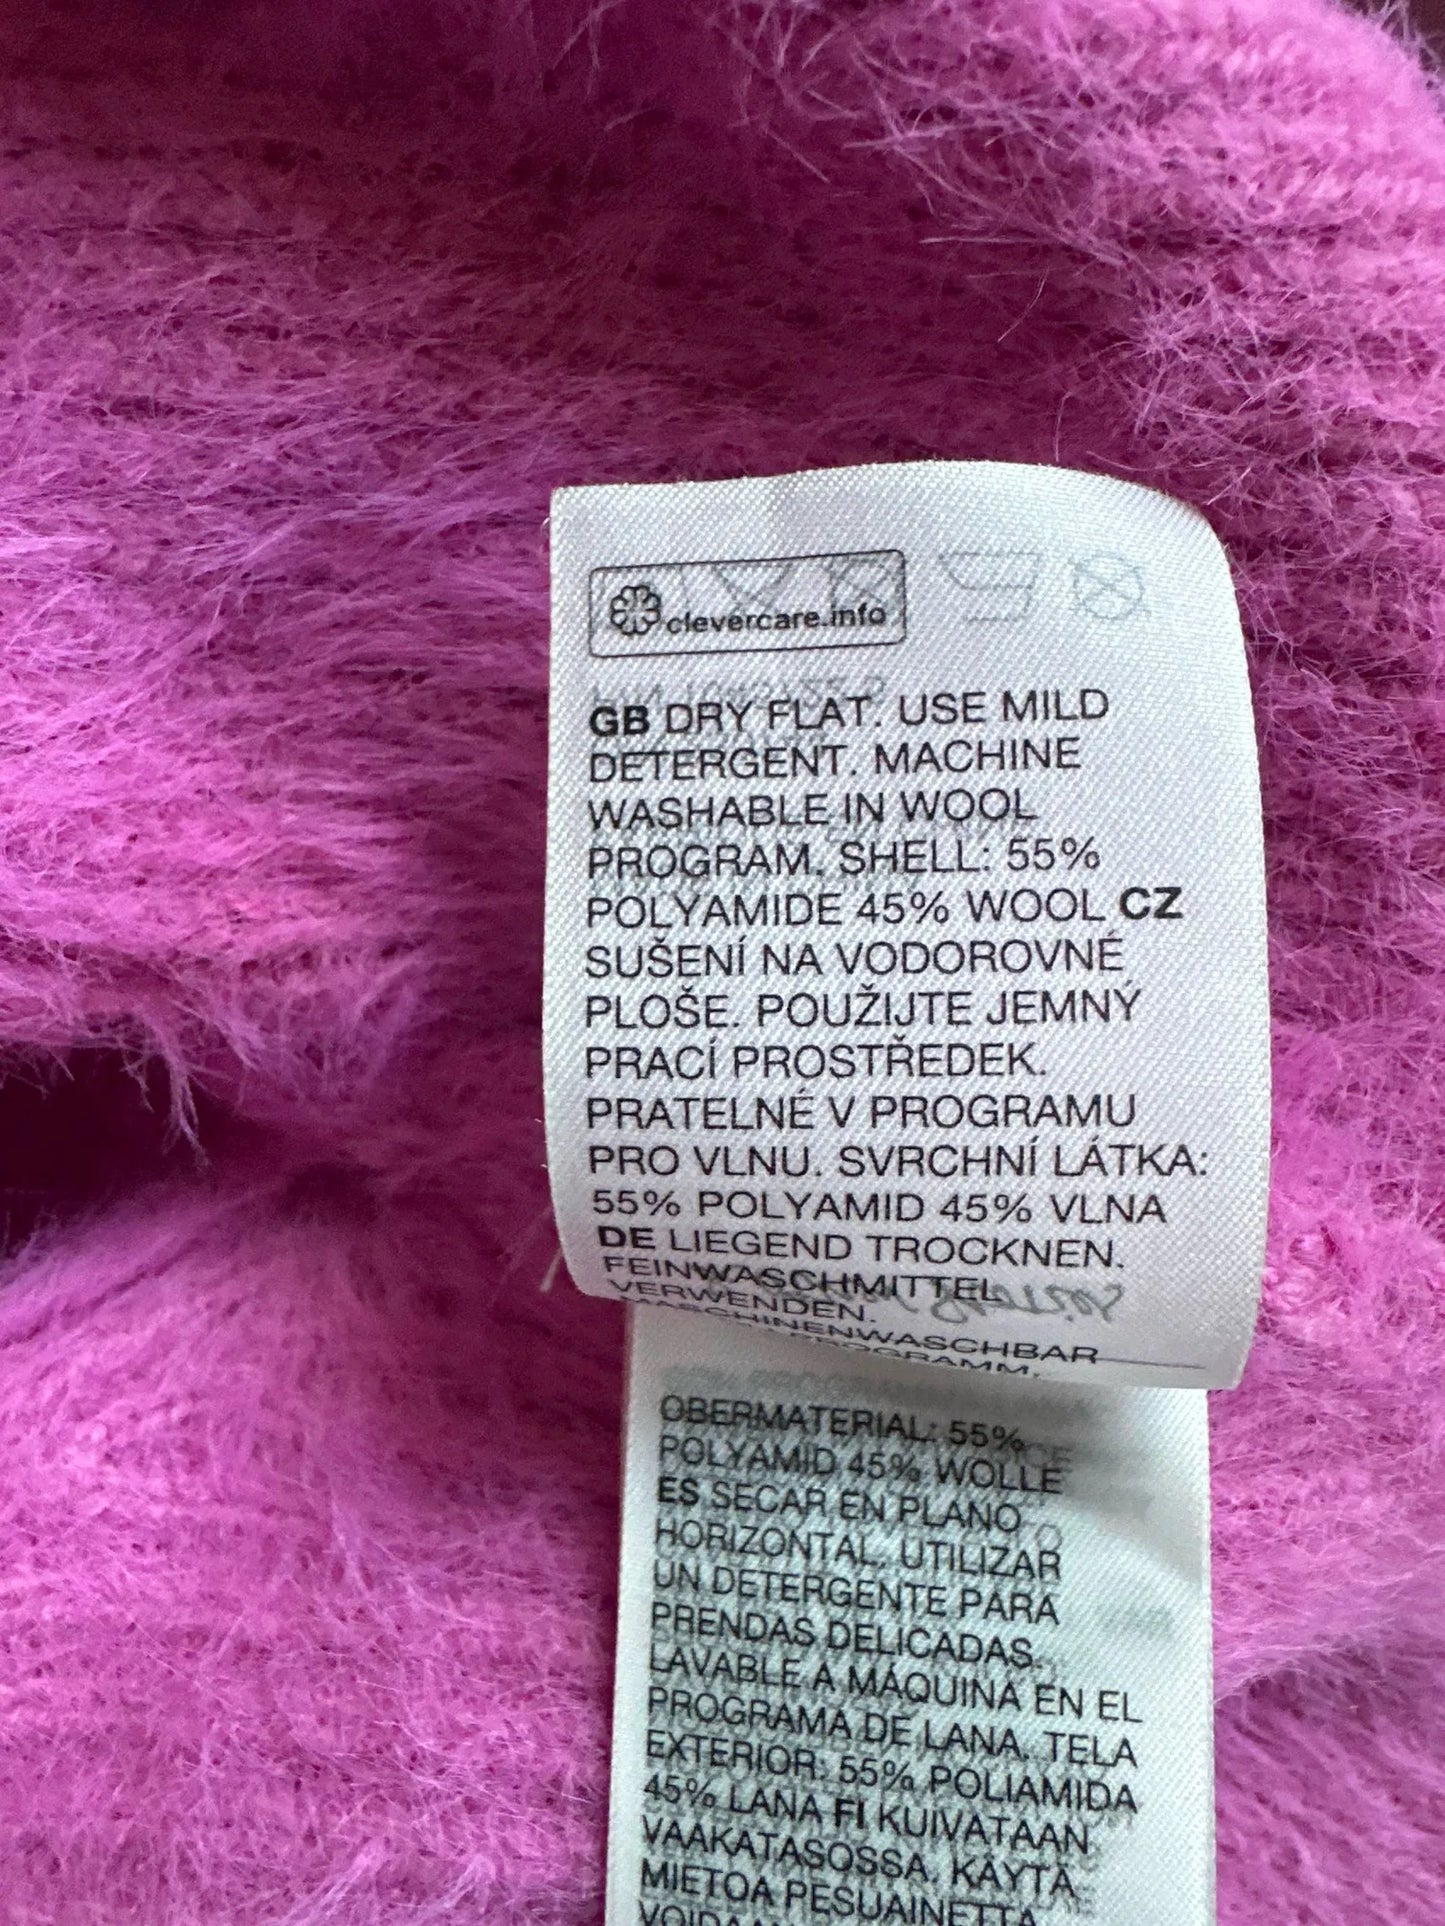 clevercare.info
GB DRY FLAT. USE MILD
DETERGENT. MACHINE
WASHABLE IN WOOL
PROGRAM. SHELL: 55%
POLYAMIDE 45% WOOL CZ
SUŠENÍ NA VODOROVNÉ
PLOŠE. POUŽIJTE JEMNÝ
PRACÍ PROSTŘEDEK.
PRATELNÉ V PROGRAMU
PRO VLNU. SVRCHNÍ LÁTKA:
55% POLYAMID 45% VLNA
DE LIEGEND TROCKNEN.
FEINWASCHMITTEL
VERWENDEN.
MASCHINENWASCHBAR
PROGRAMM.
OBERMATERIAL: 55%
POLYAMID 45% WOLLE
ES SECAR EN PLANO
HORIZONTAL. UTILIZAR
UN DETERGENTE PARA
PRENDAS DELICADAS.
LAVABLE A MÁQUINA EN EL
PROGRAMA DE LANA. TELA
EXTERIOR: 55% POLIAMIDA
45% LANA FI KUIVATAAN
VAAKATASOSSA. KÄYTÄ
MIETOA PESUAINETTA